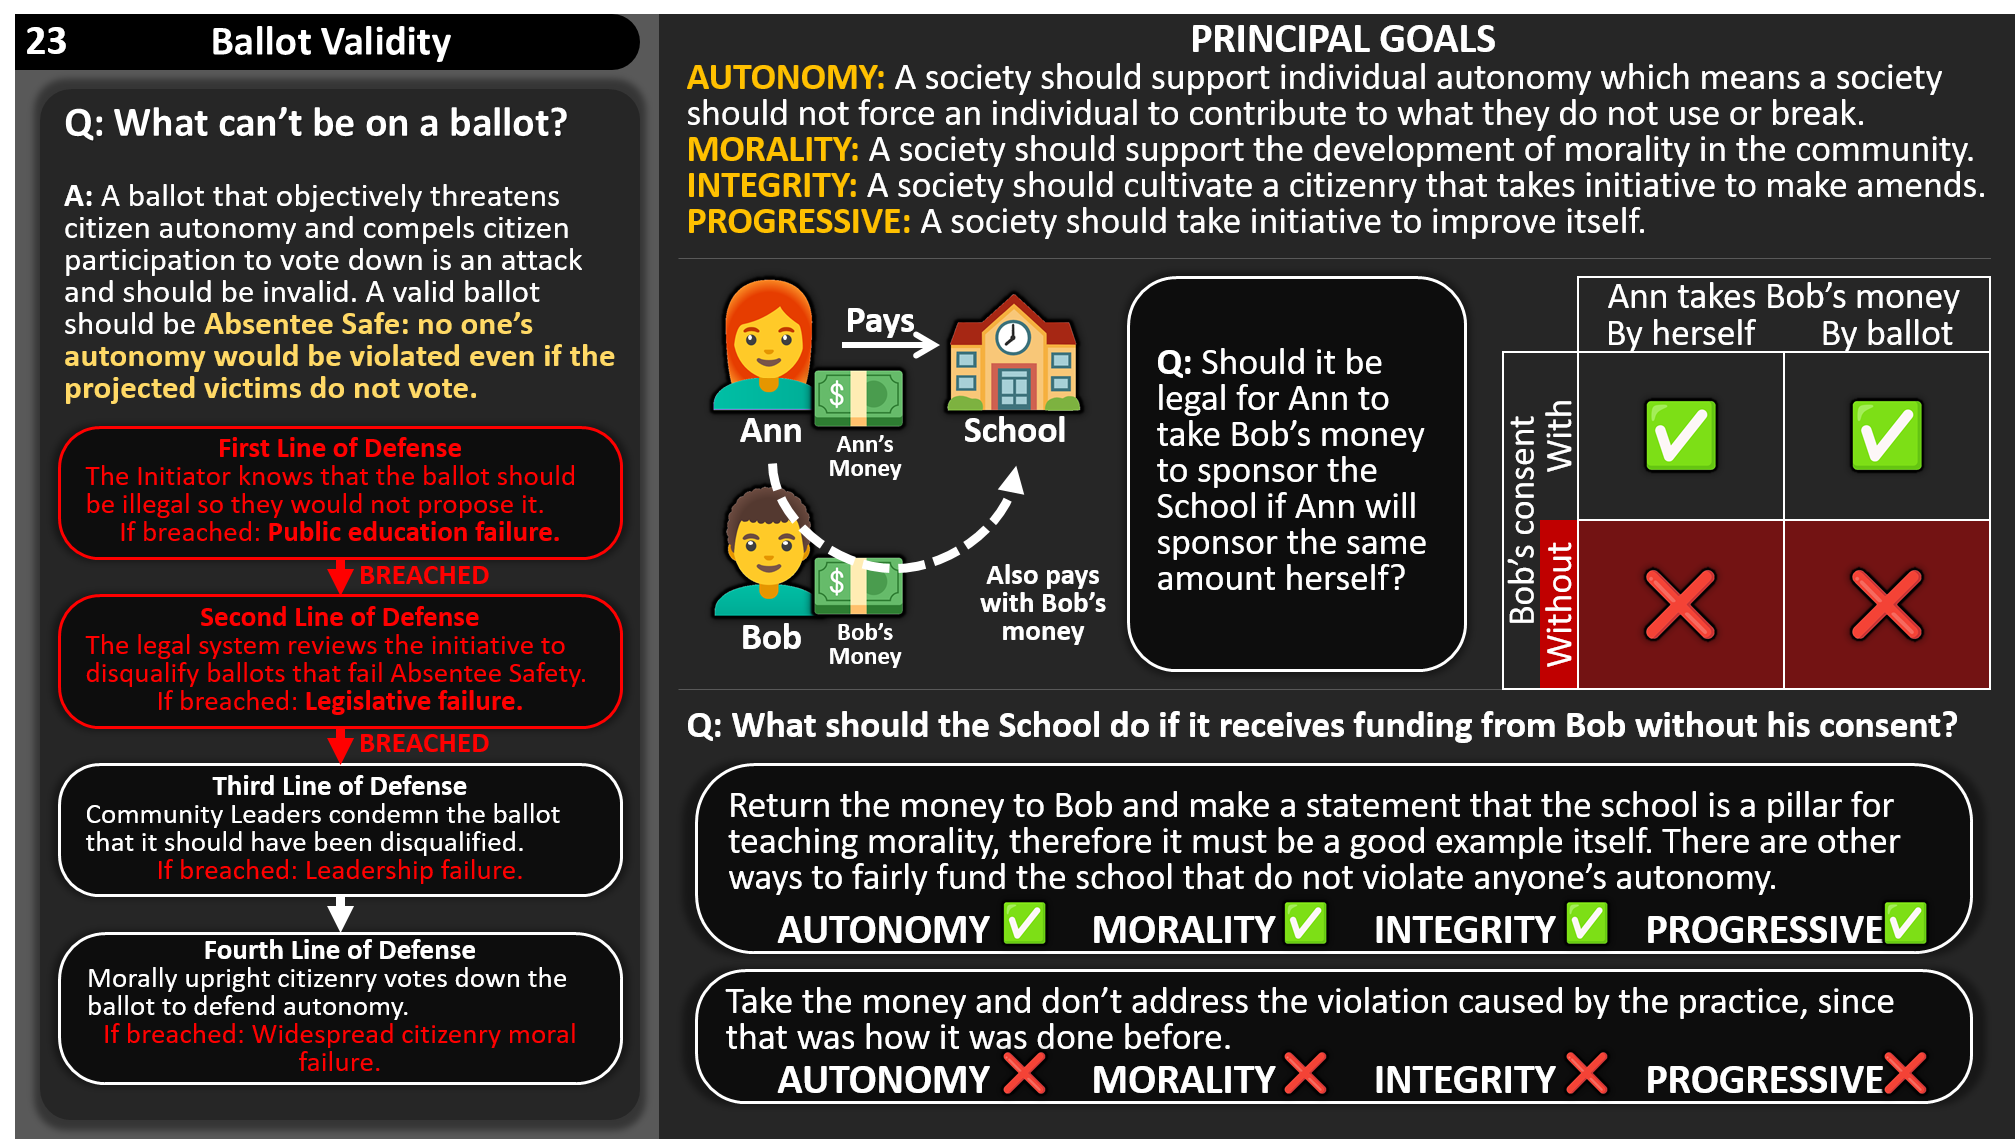 23
Ballot Validity
Q: What can't be on a ballot?
A: A ballot that objectively threatens
citizen autonomy and compels citizen
participation to vote down is an attack
and should be invalid. A valid ballot
should be Absentee Safe: no one's
autonomy would be violated even if the
projected victims do not vote.
First Line of Defense
The Initiator knows that the ballot should
be illegal so they would not propose it.
If breached: Public education failure.
BREACHED
Second Line of Defense
The legal system reviews the initiative to
disqualify ballots that fail Absentee Safety.
If breached: Legislative failure.
BREACHED
Third Line of Defense
Community Leaders condemn the ballot
that it should have been disqualified.
If breached: Leadership failure.
Fourth Line of Defense
Morally upright citizenry votes down the
ballot to defend autonomy.
If breached: Widespread citizenry moral
failure.
PRINCIPAL GOALS
AUTONOMY: A society should support individual autonomy which means a society
should not force an individual to contribute to what they do not use or break.
MORALITY: A society should support the development of morality in the community.
INTEGRITY: A society should cultivate a citizenry that takes initiative to make amends.
PROGRESSIVE: A society should take initiative to improve itself.
Pays
Ann
Ann's
Money
School
Bob
Bob's
Money
Also pays
with Bob's
money
Q: Should it be
legal for Ann to
take Bob's money
to sponsor the
School if Ann will
sponsor the same
amount herself?
Ann takes Bob's money
By herself By ballot
Bob's consent
With
Without
Q: What should the School do if it receives funding from Bob without his consent?
Return the money to Bob and make a statement that the school is a pillar for
teaching morality, therefore it must be a good example itself. There are other
ways to fairly fund the school that do not violate anyone's autonomy.
AUTONOMY ✅ MORALITY ✅ INTEGRITY ✅ PROGRESSIVE ✅
Take the money and don't address the violation caused by the practice, since
that was how it was done before.
AUTONOMY ❌ MORALITY ❌ INTEGRITY ❌ PROGRESSIVE ❌